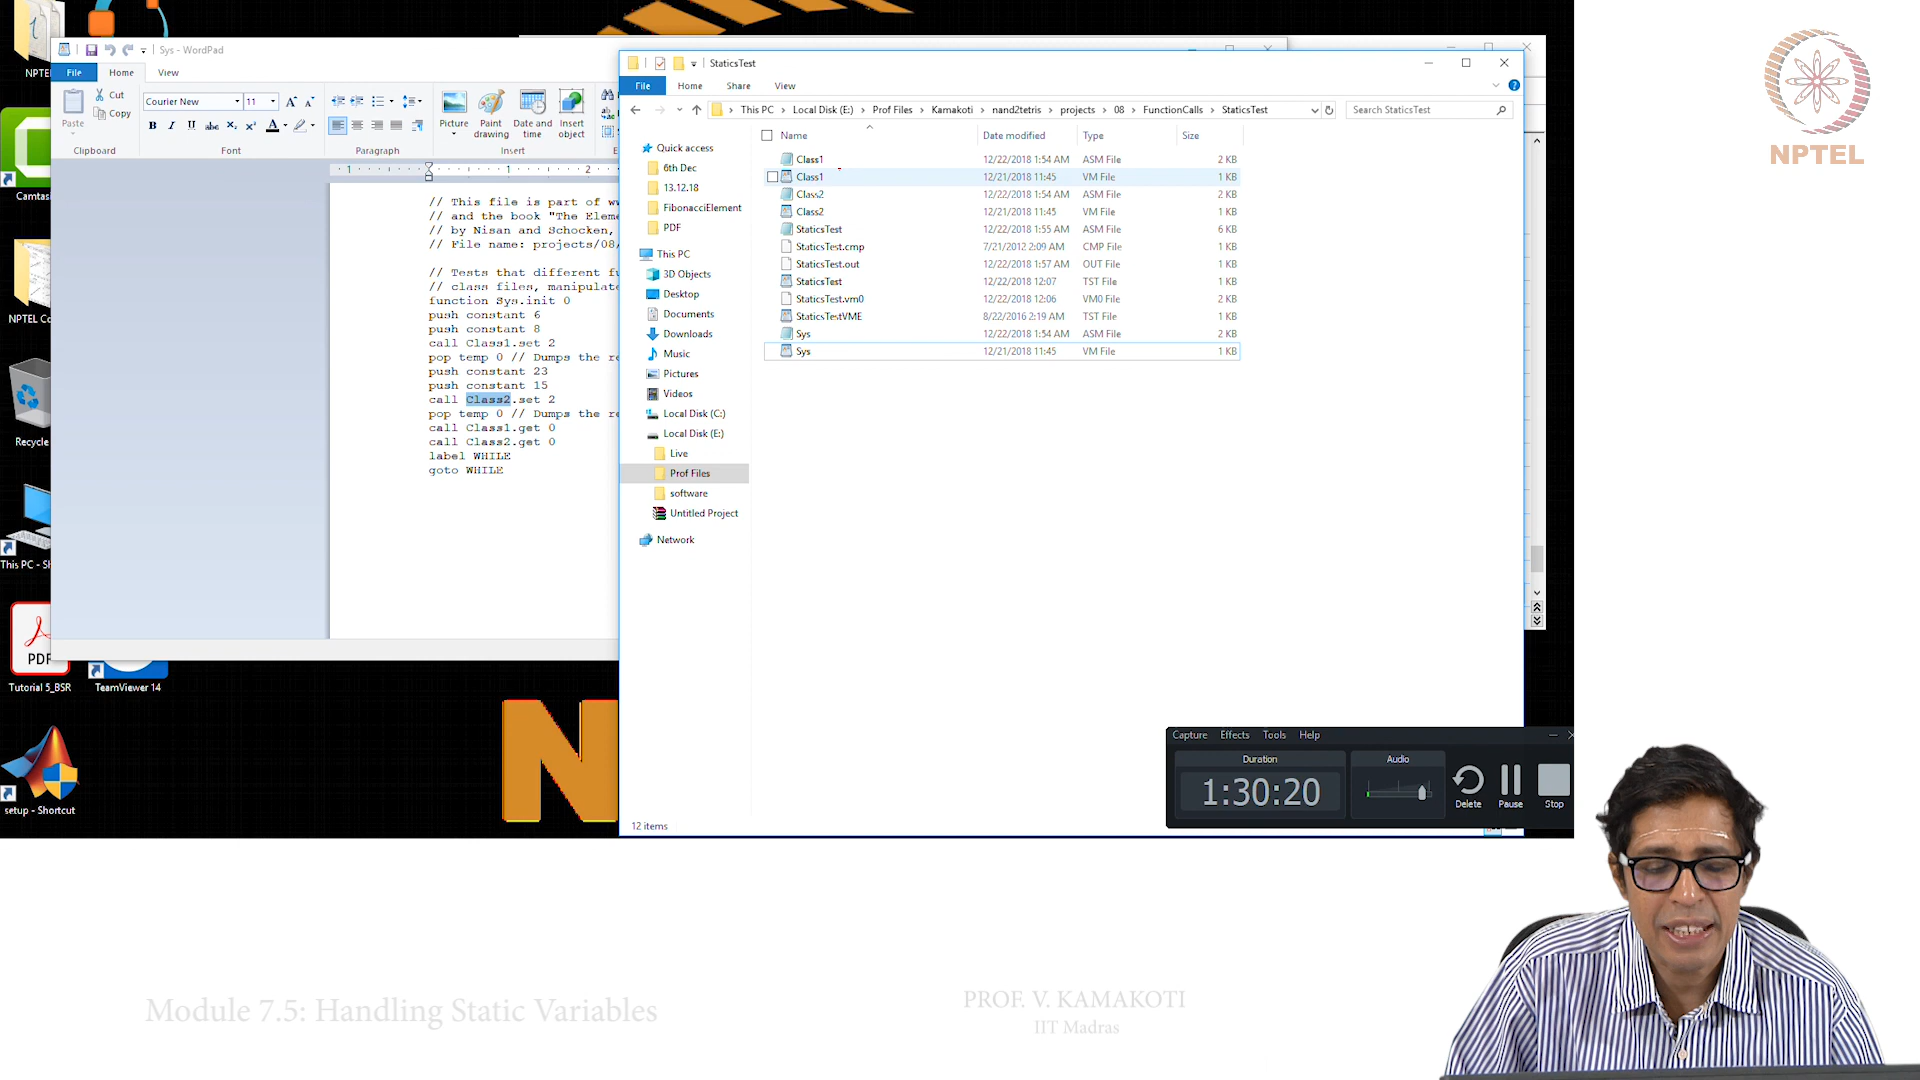 NPTEL
Sys - WordPad
File Home View
Cut
Copy
Paste
Clipboard
Courier New 11
Font
Paragraph
Picture
Paint drawing
Date and time
Insert object
Insert
// This file is part of
// and the book "The Eleme
// by Nisan and Schocken,
// File name: projects/08/
// Tests that different fu
// class files, manipulate
function Sys.init 0
push constant 6
push constant 8
call Class1.set 2
pop temp 0 // Dumps the re
push constant 23
push constant 15
call Class2.set 2
pop temp 0 // Dumps the re
call Class1.get 0
call Class2.get 0
label WHILE
goto WHILE
StaticsTest
File Home Share View
This PC Local Disk (E:) Prof Files Kamakoti nand2tetris projects 08 FunctionCalls StaticsTest
Search StaticsTest
Name Date modified Type Size
Class1 12/22/2018 1:54 AM ASM File 2 KB
Class1 12/21/2018 11:45 VM File 1 KB
Class2 12/22/2018 1:54 AM ASM File 2 KB
Class2 12/21/2018 11:45 VM File 1 KB
StaticsTest 12/22/2018 1:55 AM ASM File 6 KB
StaticsTest.cmp 7/21/2012 2:09 AM CMP File 1 KB
StaticsTest.out 12/22/2018 1:57 AM OUT File 1 KB
StaticsTest 12/22/2018 12:07 TST File 1 KB
StaticsTest.vm0 12/22/2018 12:06 VM0 File 2 KB
StaticsTestVME 8/22/2016 2:19 AM TST File 1 KB
Sys 12/22/2018 1:54 AM ASM File 2 KB
Sys 12/21/2018 11:45 VM File 1 KB
Quick access
6th Dec
13.12.18
FibonacciElement
PDF
This PC
3D Objects
Desktop
Documents
Downloads
Music
Pictures
Videos
Local Disk (C:)
Local Disk (E:)
Live
Prof Files
software
Untitled Project
Network
12 items
NPTEL Co
Camtas
Recycle
This PC - Sh
PDF
Tutorial 5_BSR
TeamViewer 14
setup - Shortcut
N
Capture Effects Tools Help
Duration
1:30:20
Audio
Delete Pause Stop
NPTEL
Module 7.5: Handling Static Variables
PROF. V. KAMAKOTI
IIT Madras